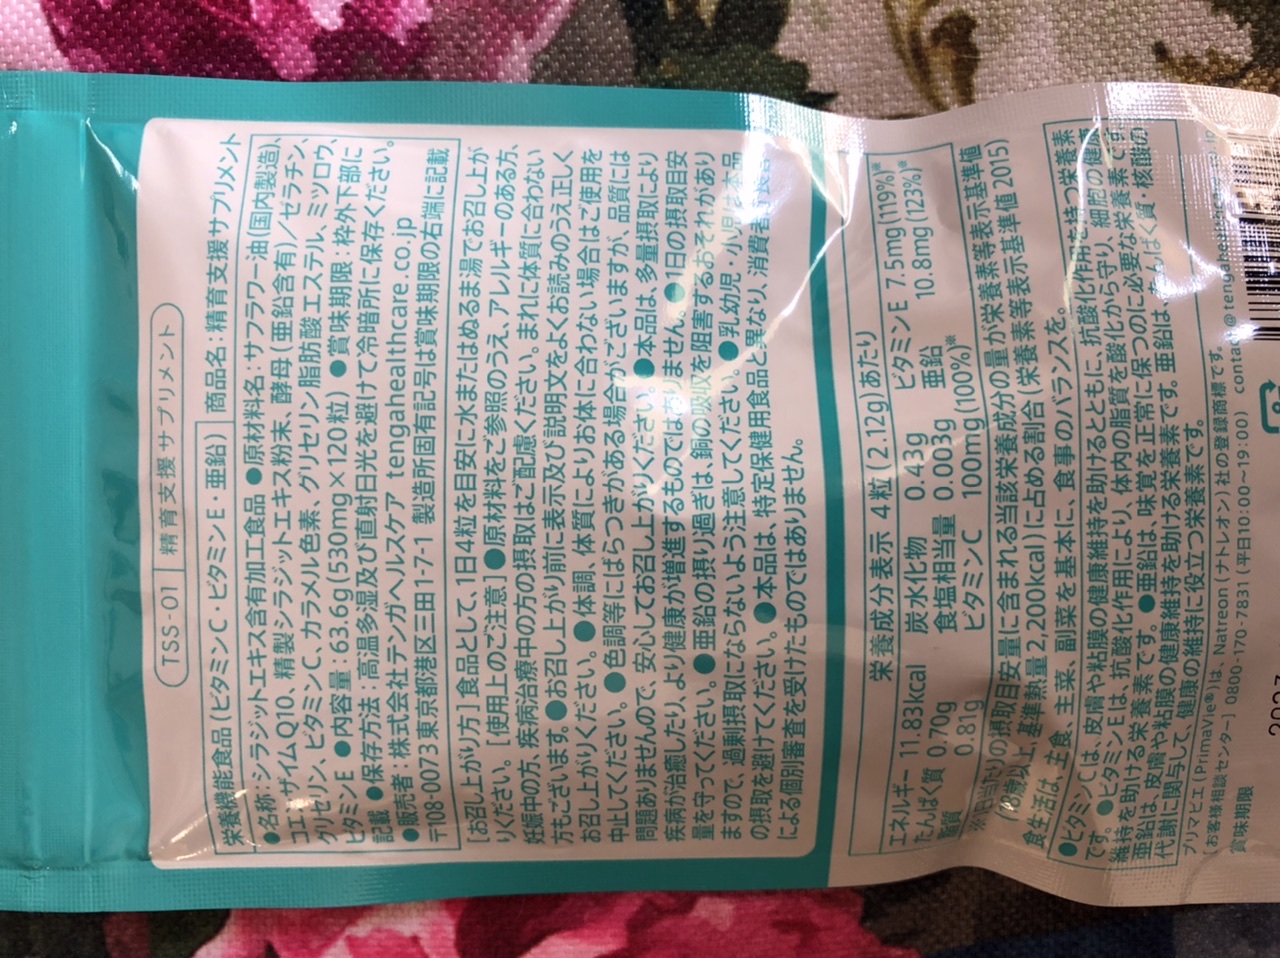 TSS-01 精育支援サプリメント
栄養機能食品(ビタミンC・ビタミンE・亜鉛) 商品名:精育支援サプリメント
●名称:シラジットエキス含有加工食品 ●原材料名:サフラワー油(国内製造)、
コエンザイムQ10、精製シラジットエキス粉末、酵母(亜鉛含有)/ゼラチン、
グリセリン、ビタミンC、カラメル色素、グリセリン脂肪酸エステル、ミツロウ、
ビタミンE ●内容量:63.6g(530mg×120粒) ●賞味期限:枠外下部に
記載 ●保存方法:高温多湿及び直射日光を避けて冷暗所に保存ください。
●販売者:株式会社テンガヘルスケア tengahealthcare.co.jp
〒108-0073 東京都港区三田1-7-1 製造所固有記号は賞味期限の右端に記載
[お召し上がり方]食品として、1日4粒を目安に水またはぬるま湯でお召し上が
りください。 [使用上のご注意]●原材料をご参照のうえ、アレルギーのある方、
妊娠中の方、疾病治療中の方の摂取はご配慮ください。まれに体質に合わない
方もございます。●お召し上がり前に表示及び説明文をよくお読みのうえ正しく
お召し上がりください。●体調、体質によりお体に合わない場合はご使用を
中止してください。●色調等にばらつきがある場合がございますが、品質には
問題ありませんので、安心してお召し上がりください。●本品は、多量摂取により
疾病が治癒したり、より健康が増進するものではありません。●1日の摂取目安
量を守ってください。●亜鉛の摂り過ぎは、銅の吸収を阻害するおそれがあり
ますので、過剰摂取にならないよう注意してください。●乳幼児・小児は本品
の摂取を避けてください。●本品は、特定保健用食品と異なり、消費者庁長官
による個別審査を受けたものではありません。
栄養成分表示 4粒(2.12g)あたり
エネルギー 11.83kcal 炭水化物 0.43g ビタミンE 7.5mg(119%)※
たんぱく質 0.70g 食塩相当量 0.003g 亜鉛 10.8mg(123%)※
脂質 0.81g ビタミンC 100mg(100%)※
※1日当たりの摂取目安量に含まれる当該栄養成分の量が栄養素等表示基準値
(18歳以上、基準熱量2,200kcal)に占める割合(栄養素等表示基準値2015)
食生活は、主食、主菜、副菜を基本に、食事のバランスを。
●ビタミンCは、皮膚や粘膜の健康維持を助けるとともに、抗酸化作用を持つ栄養素
です。●ビタミンEは、抗酸化作用により、体内の脂質を酸化から守り、細胞の健康
維持を助ける栄養素です。●亜鉛は、味覚を正常に保つのに必要な栄養素です。
亜鉛は、皮膚や粘膜の健康維持を助ける栄養素です。亜鉛は、たんぱく質・核酸の
代謝に関与して、健康の維持に役立つ栄養素です。
プリマビエ[PrimaVie®]は、Natreon(ナトレオン)社の登録商標です。
[お客様相談センター] 0800-170-7831 (平日10:00〜19:00)
賞味期限